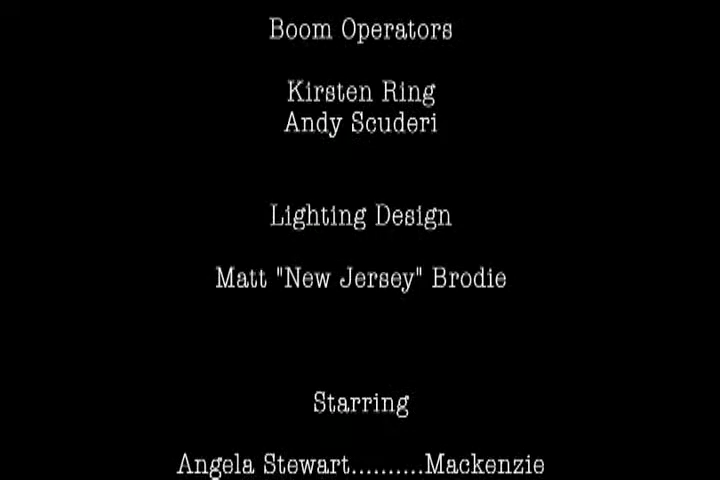 Boom Operators
Kirsten Ring
Andy Scuderi
Lighting Design
Matt "New Jersey" Brodie
Starring
Angela Stewart..........Mackenzie